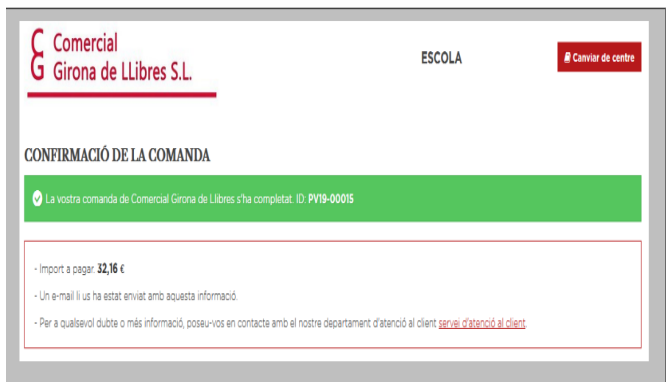 Comercial
Girona de LLibres S.L.
ESCOLA
Canviar de centre
CONFIRMACIÓ DE LA COMANDA
La vostra comanda de Comercial Girona de Llibres s'ha completat. ID: PV19-00015
- Import a pagar: 32,16 €
- Un e-mail li us ha estat enviat amb aquesta informació.
- Per a qualsevol dubte o més informació, poseu-vos en contacte amb el nostre departament d'atenció al client servei d'atenció al client.